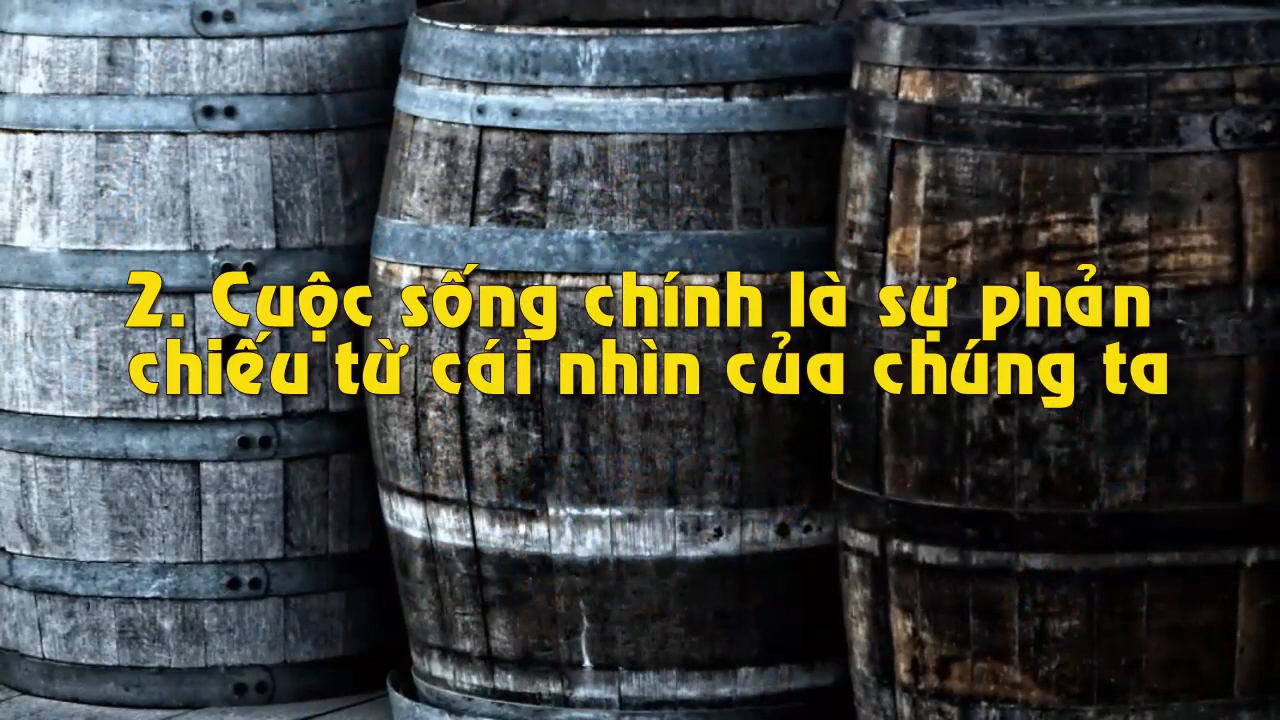 2. Cuộc sống chính là sự phản
chiếu từ cái nhìn của chúng ta